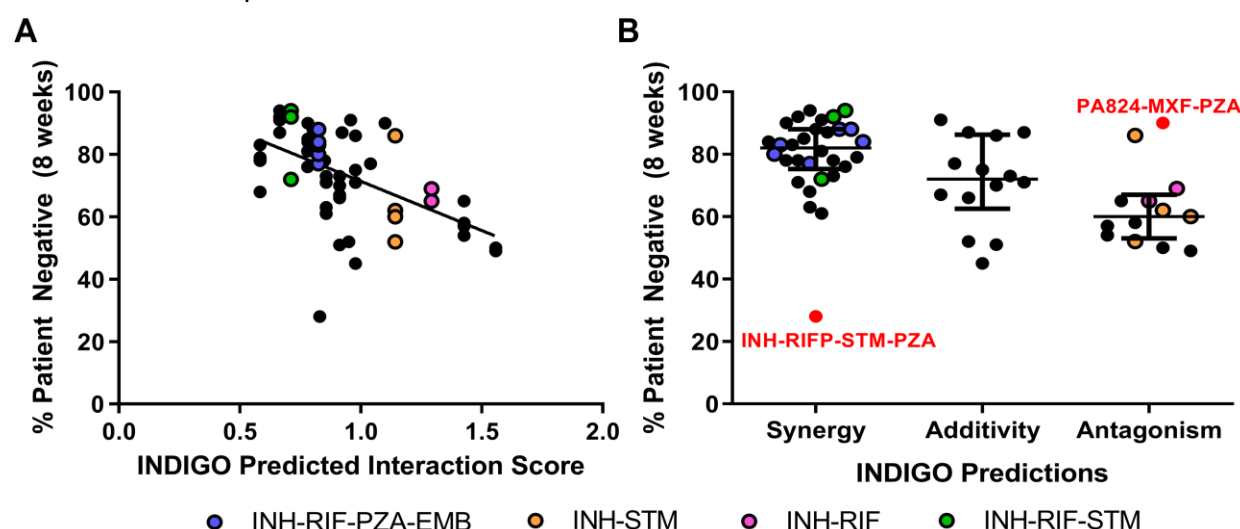 A
B
% Patient Negative (8 weeks)
100
80
60
40
20
0
0.0 0.5 1.0 1.5 2.0
INDIGO Predicted Interaction Score
% Patient Negative (8 weeks)
100
80
60
40
20
0
PA824-MXF-PZA
INH-RIFP-STM-PZA
Synergy Additivity Antagonism
INDIGO Predictions
INH-RIF-PZA-EMB INH-STM INH-RIF INH-RIF-STM